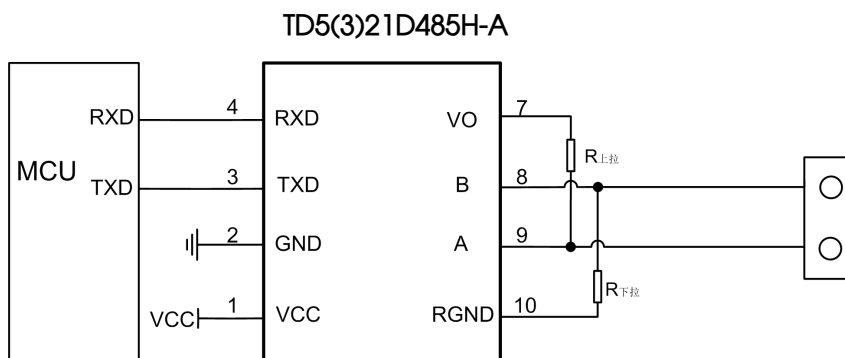 TD5(3)21D485H-A
RXD 4 RXD VO 7
R上拉
MCU
TXD 3 TXD B 8
2 GND A 9
R下拉
VCC 1 VCC RGND 10